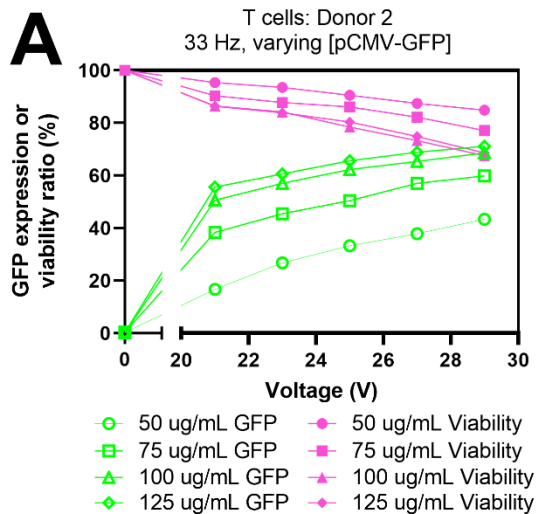 A
T cells: Donor 2
33 Hz, varying [pCMV-GFP]
GFP expression or
viability ratio (%)
100
80
60
40
20
0
0 20 22 24 26 28 30
Voltage (V)
50 ug/mL GFP 50 ug/mL Viability
75 ug/mL GFP 75 ug/mL Viability
100 ug/mL GFP 100 ug/mL Viability
125 ug/mL GFP 125 ug/mL Viability